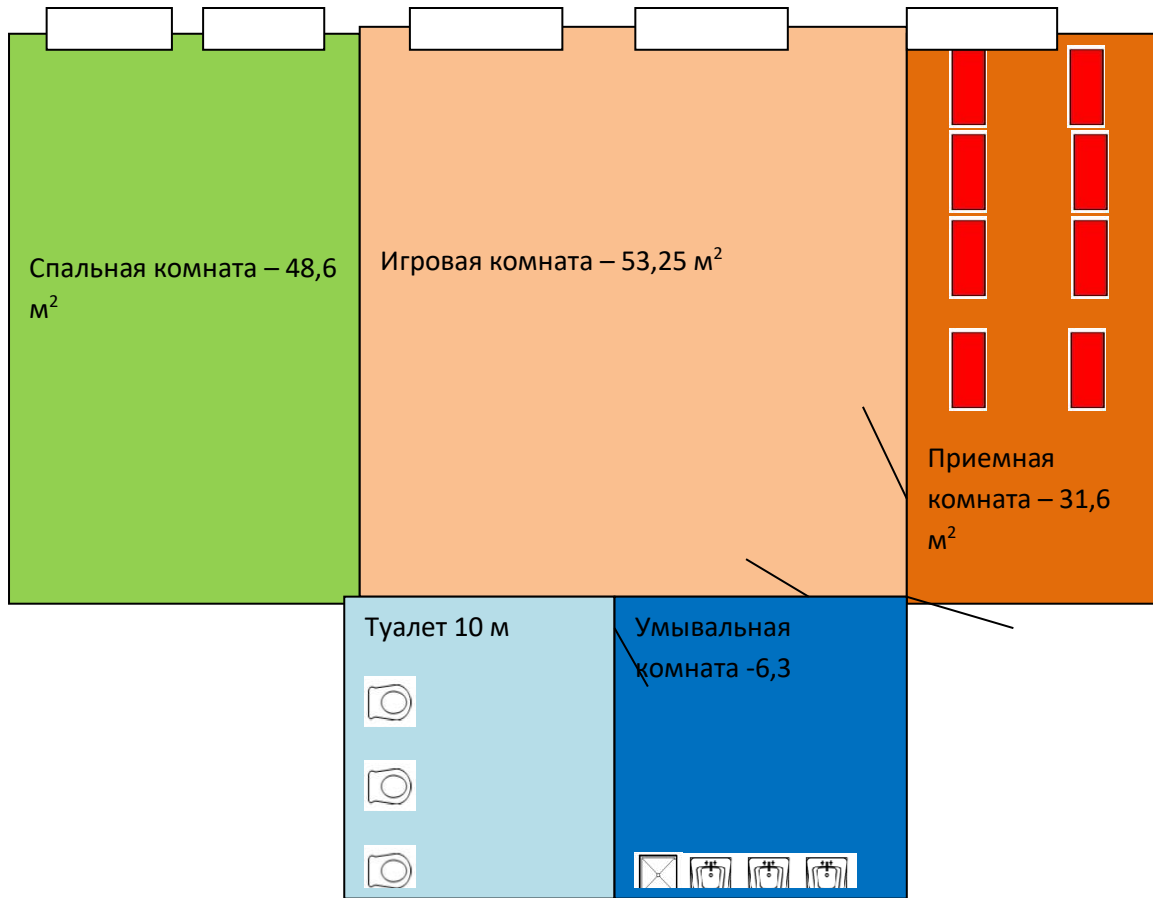 Спальная комната – 48,6
м²
Игровая комната – 53,25 м²
Приемная
комната – 31,6
м²
Туалет 10 м
Умывальная
комната -6,3